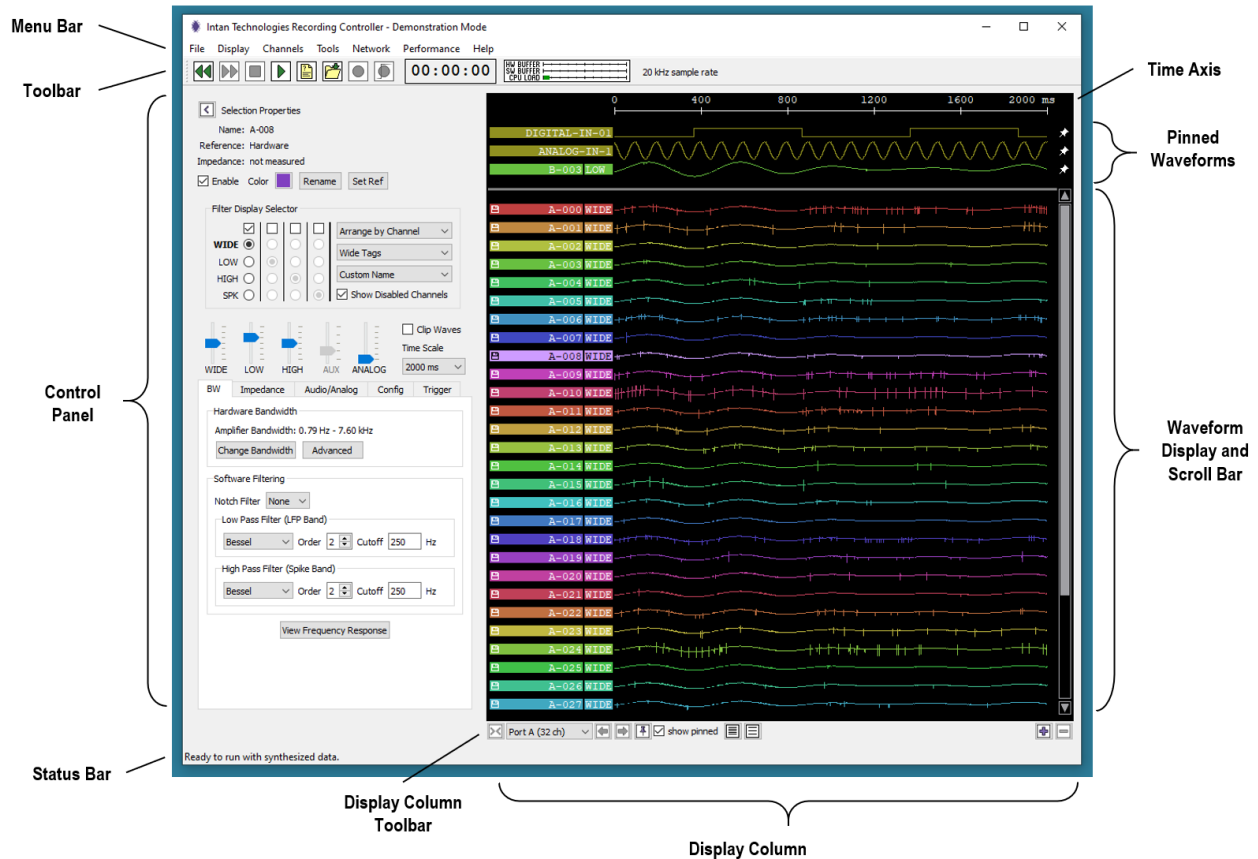 Intan Technologies Recording Controller - Demonstration Mode
Menu Bar
File Display Channels Tools Network Performance Help
Toolbar
00:00:00
HW BUFFER
SW BUFFER
CPU LOAD
20 kHz sample rate
Time Axis
0 400 800 1200 1600 2000 ms
Selection Properties
Name: A-008
Reference: Hardware
Impedance: not measured
Enable Color Rename Set Ref
DIGITAL-IN-01
ANALOG-IN-1
B-003 LOW
Pinned
Waveforms
Filter Display Selector
WIDE
LOW
HIGH
SPK
Arrange by Channel
Wide Tags
Custom Name
Show Disabled Channels
WIDE LOW HIGH AUX ANALOG
Clip Waves
Time Scale
2000 ms
Control
Panel
BW Impedance Audio/Analog Config Trigger
Hardware Bandwidth
Amplifier Bandwidth: 0.79 Hz - 7.60 kHz
Change Bandwidth Advanced
Software Filtering
Notch Filter None
Low Pass Filter (LFP Band)
Bessel Order 2 Cutoff 250 Hz
High Pass Filter (Spike Band)
Bessel Order 2 Cutoff 250 Hz
View Frequency Response
A-000 WIDE
A-001 WIDE
A-002 WIDE
A-003 WIDE
A-004 WIDE
A-005 WIDE
A-006 WIDE
A-007 WIDE
A-008 WIDE
A-009 WIDE
A-010 WIDE
A-011 WIDE
A-012 WIDE
A-013 WIDE
A-014 WIDE
A-015 WIDE
A-016 WIDE
A-017 WIDE
A-018 WIDE
A-019 WIDE
A-020 WIDE
A-021 WIDE
A-022 WIDE
A-023 WIDE
A-024 WIDE
A-025 WIDE
A-026 WIDE
A-027 WIDE
Waveform
Display and
Scroll Bar
Port A (32 ch) show pinned
Status Bar
Ready to run with synthesized data.
Display Column
Toolbar
Display Column